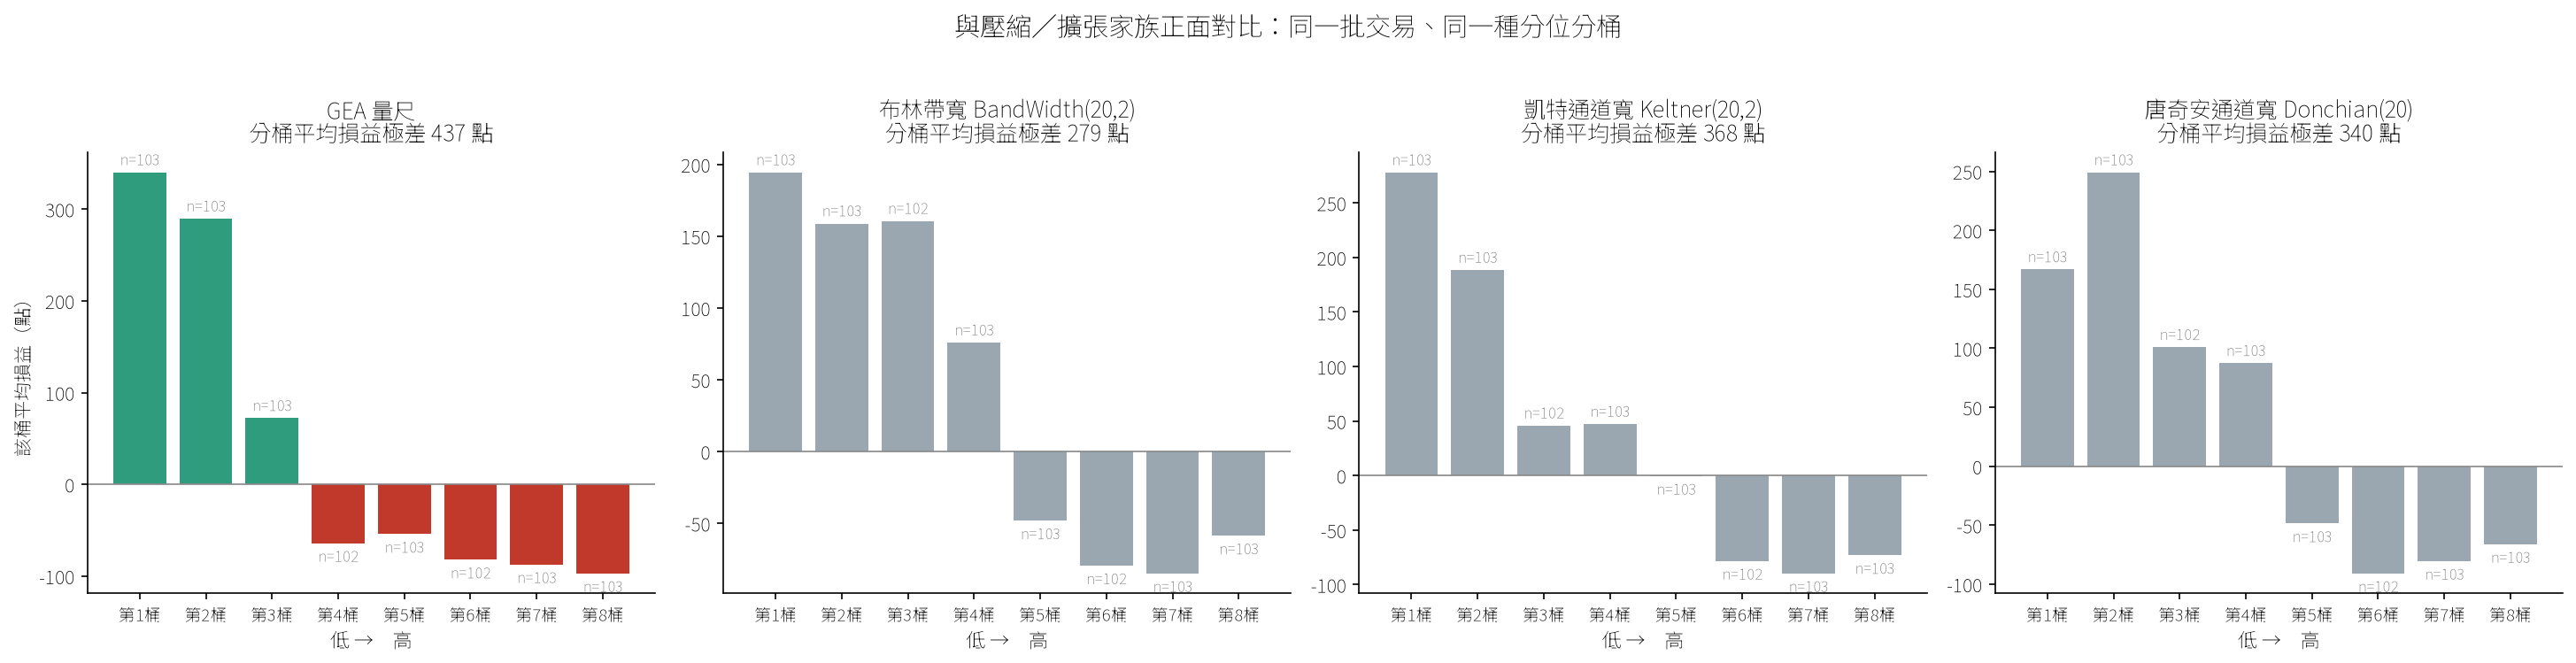 與壓縮／擴張家族正面對比：同一批交易、同一種分位分桶
GEA 量尺
分桶平均損益極差 437 點
該桶平均損益（點）
300
200
100
0
-100
n=103
n=103
n=103
n=102
n=103
n=102
n=103
n=103
第1桶 第2桶 第3桶 第4桶 第5桶 第6桶 第7桶 第8桶
低 → 高
布林帶寬 BandWidth(20,2)
分桶平均損益極差 279 點
200
150
100
50
0
-50
n=103
n=103
n=102
n=103
n=103
n=102
n=103
n=103
第1桶 第2桶 第3桶 第4桶 第5桶 第6桶 第7桶 第8桶
低 → 高
凱特通道寬 Keltner(20,2)
分桶平均損益極差 368 點
250
200
150
100
50
0
-50
-100
n=103
n=103
n=102
n=103
n=103
n=102
n=103
n=103
第1桶 第2桶 第3桶 第4桶 第5桶 第6桶 第7桶 第8桶
低 → 高
唐奇安通道寬 Donchian(20)
分桶平均損益極差 340 點
250
200
150
100
50
0
-50
-100
n=103
n=103
n=102
n=103
n=103
n=102
n=103
n=103
第1桶 第2桶 第3桶 第4桶 第5桶 第6桶 第7桶 第8桶
低 → 高